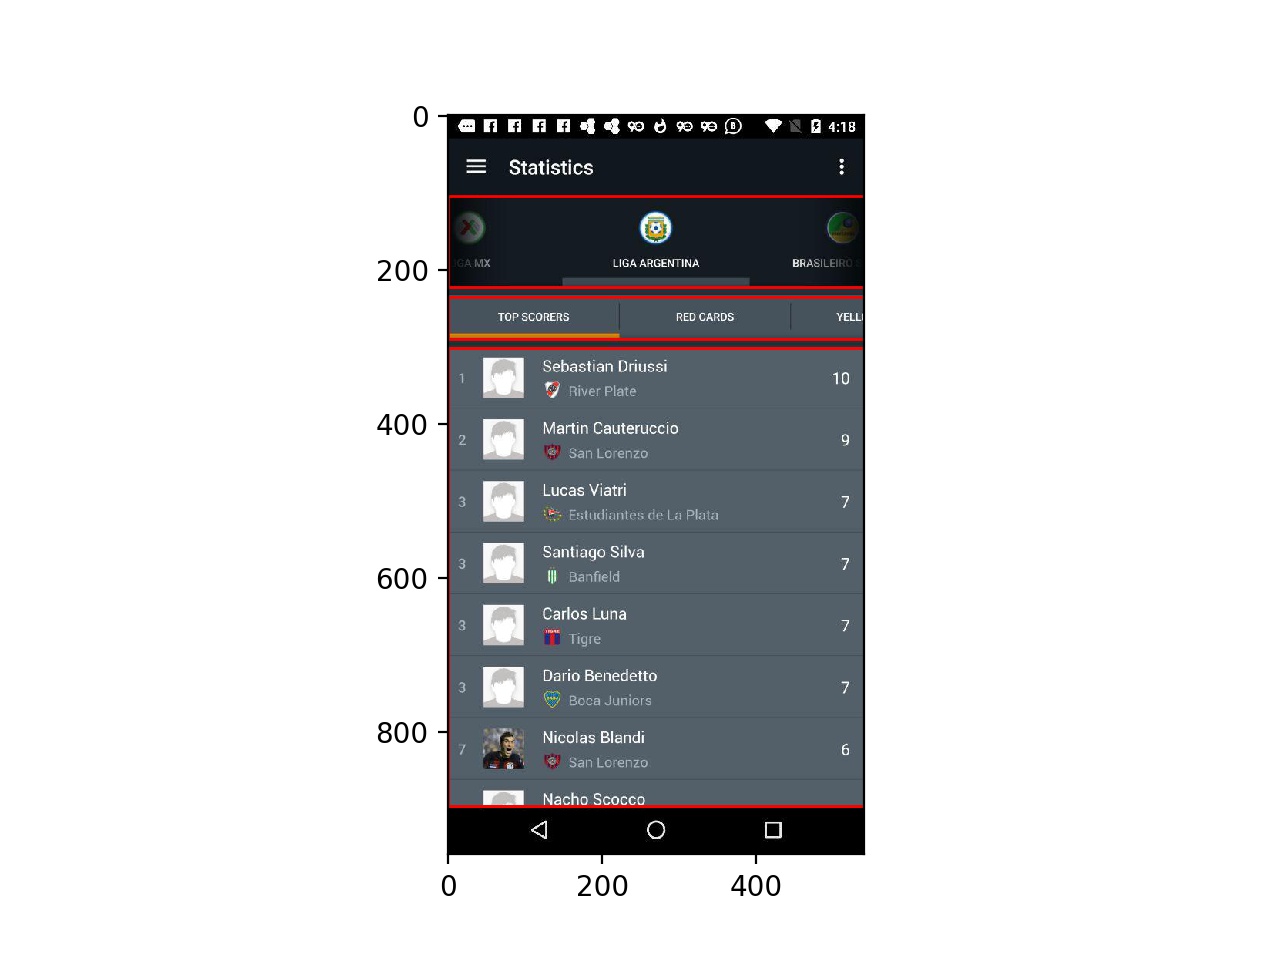 0
4:18
Statistics
IGA MX
LIGA ARGENTINA
BRASILEIRO
200
TOP SCORERS
RED CARDS
YELL
1
Sebastian Driussi
River Plate
10
400
2
Martin Cauteruccio
San Lorenzo
9
3
Lucas Viatri
Estudiantes de La Plata
7
600
3
Santiago Silva
Banfield
7
3
Carlos Luna
Tigre
7
3
Dario Benedetto
Boca Juniors
7
800
7
Nicolas Blandi
San Lorenzo
6
Nacho Scocco
0
200
400